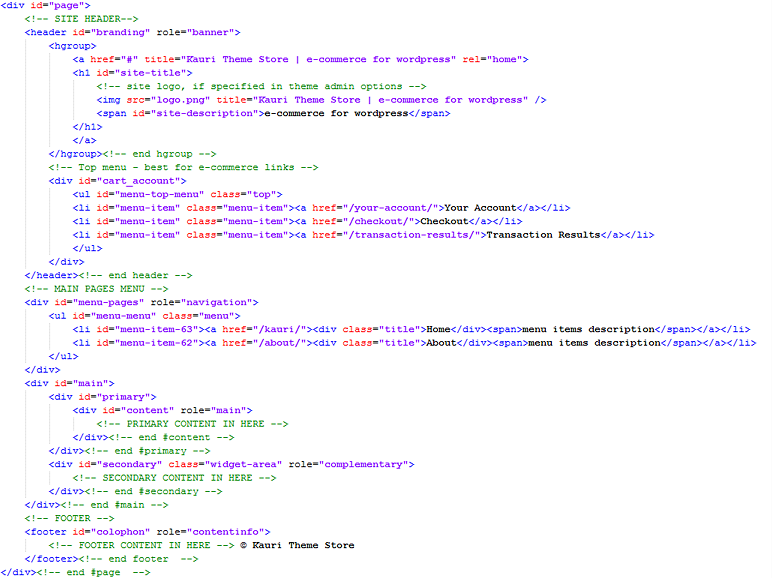 <div id="page">
<!-- SITE HEADER-->
<header id="branding" role="banner">
<hgroup>
<a href="#" title="Kauri Theme Store | e-commerce for wordpress" rel="home">
<h1 id="site-title">
<!-- site logo, if specified in theme admin options -->
<img src="logo.png" title="Kauri Theme Store | e-commerce for wordpress" />
<span id="site-description">e-commerce for wordpress</span>
</h1>
</a>
</hgroup><!-- end hgroup -->
<!-- Top menu - best for e-commerce links -->
<div id="cart_account">
<ul id="menu-top-menu" class="top">
<li id="menu-item" class="menu-item"><a href="/your-account/">Your Account</a></li>
<li id="menu-item" class="menu-item"><a href="/checkout/">Checkout</a></li>
<li id="menu-item" class="menu-item"><a href="/transaction-results/">Transaction Results</a></li>
</ul>
</div>
</header><!-- end header -->
<!-- MAIN PAGES MENU -->
<div id="menu-pages" role="navigation">
<ul id="menu-menu" class="menu">
<li id="menu-item-63"><a href="/kauri/"><div class="title">Home</div><span>menu items description</span></a></li>
<li id="menu-item-62"><a href="/about/"><div class="title">About</div><span>menu items description</span></a></li>
</ul>
</div>
<div id="main">
<div id="primary">
<div id="content" role="main">
<!-- PRIMARY CONTENT IN HERE -->
</div><!-- end #content -->
</div><!-- end #primary -->
<div id="secondary" class="widget-area" role="complementary">
<!-- SECONDARY CONTENT IN HERE -->
</div><!-- end #secondary -->
</div><!-- end #main -->
<!-- FOOTER -->
<footer id="colophon" role="contentinfo">
<!-- FOOTER CONTENT IN HERE --> © Kauri Theme Store
</footer><!-- end footer  -->
</div><!-- end #page  -->